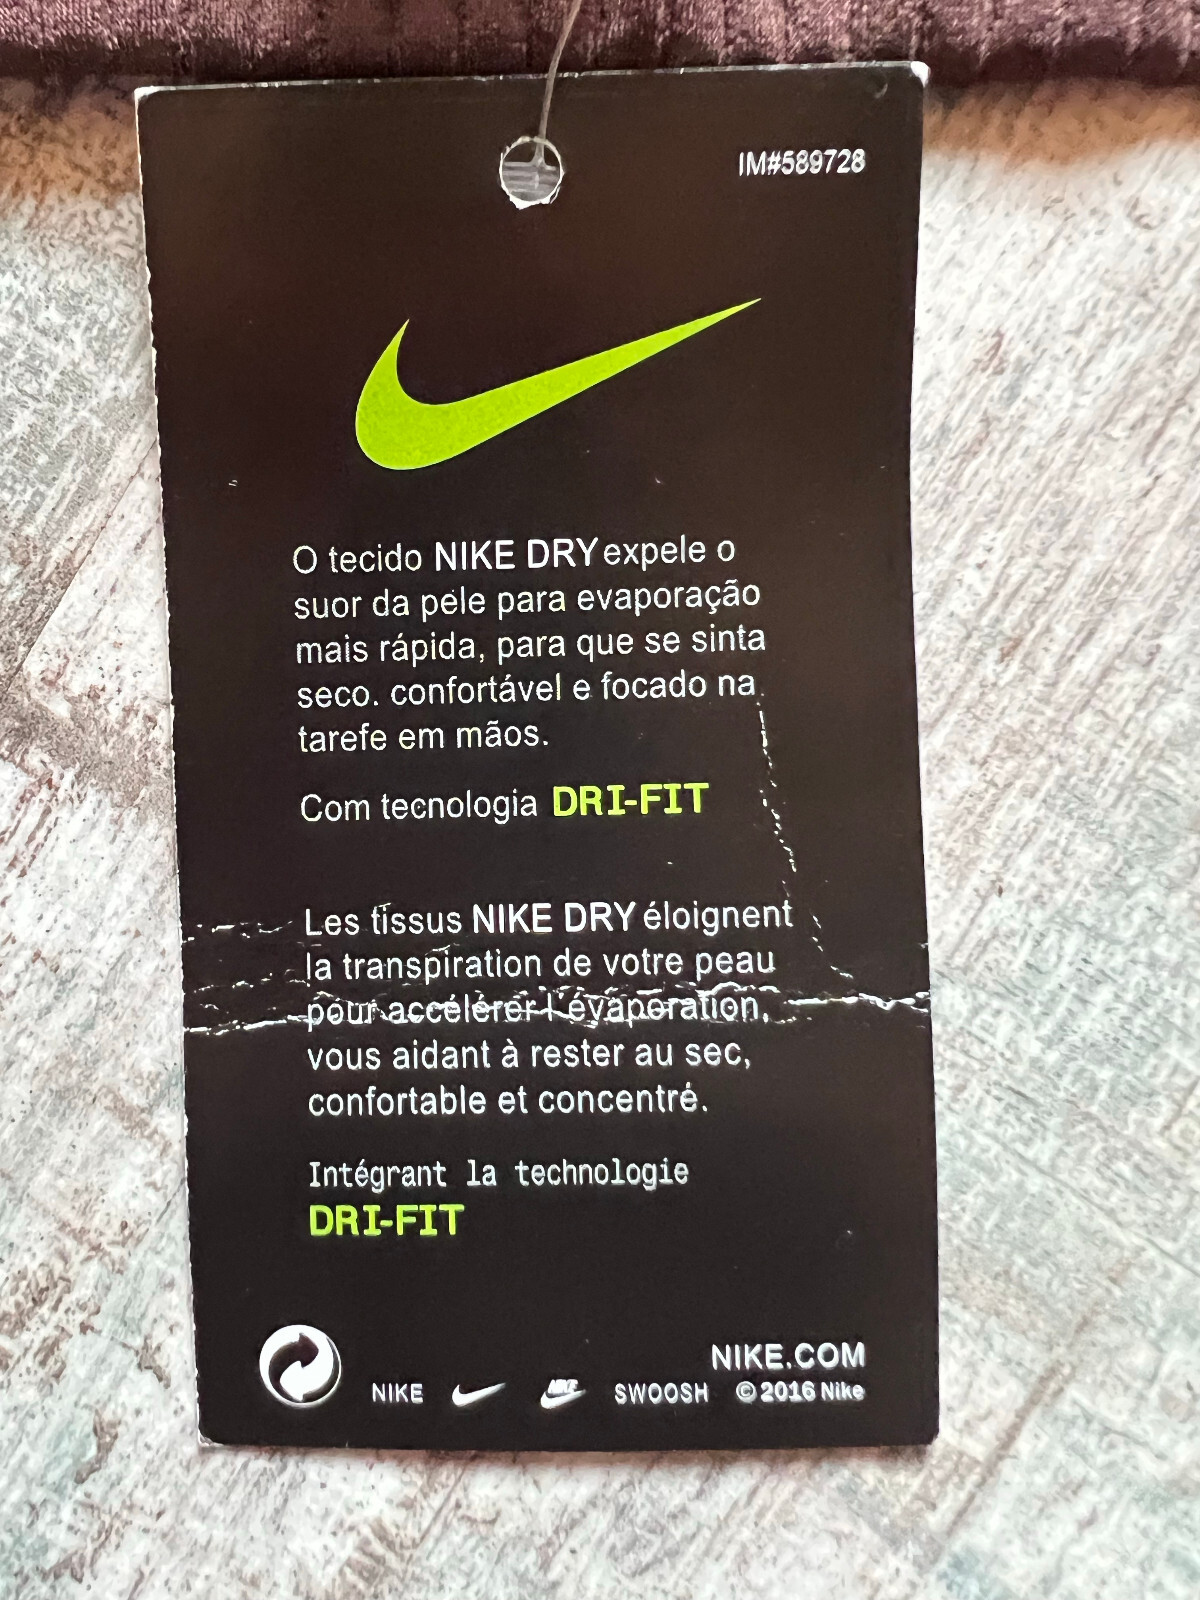 IM#589728
O tecido NIKE DRY expele o
suor da pele para evaporação
mais rápida, para que se sinta
seco. confortável e focado na
tarefe em mãos.
Com tecnologia DRI-FIT
Les tissus NIKE DRY éloignent
la transpiration de votre peau
pour accélérer l'évaporation,
vous aidant à rester au sec,
confortable et concentré.
Intégrant la technologie
DRI-FIT
NIKE.COM
NIKE NIKE SWOOSH © 2016 Nike